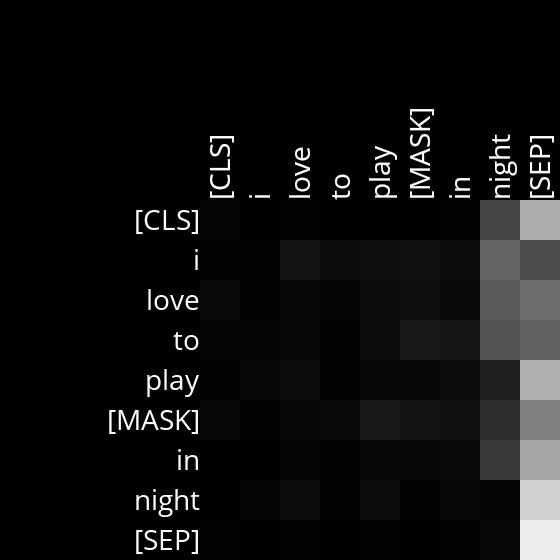 [CLS] i love to play [MASK] in night [SEP]
[CLS]
i
love
to
play
[MASK]
in
night
[SEP]